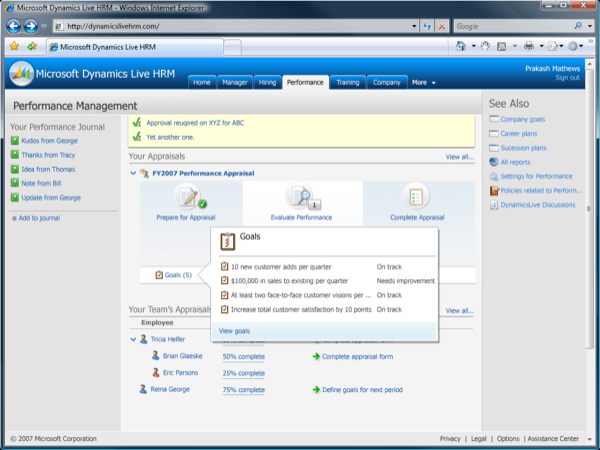 Microsoft Dynamics Live HRM - Windows Internet Explorer
http://dynamicslivehrm.com/
Google
Microsoft Dynamics Live HRM
Microsoft Dynamics Live HRM
Prakash Mathews
Sign out
Home Manager Hiring Performance Training Company More
Performance Management
Your Performance Journal
Kudos from George
Thanks from Tracy
Idea from Thomas
Note from Bill
Update from George
Add to Journal
Approval reuqired on XYZ for ABC
Yet another one.
Your Appraisals View all...
FY2007 Performance Appraisal
1
Prepare for Appraisal Evaluate Performance Complete Appraisal
Goals (5)
Goals
10 new customer adds per quarter On track
$100,000 in sales to existing per quarter Needs improvement
At least two face-to-face customer visions per ... On track
Increase total customer satisfaction by 10 points On track
View goals
Your Team's Appraisals View all...
Employee
Tricia Helfer
Brian Glaeske 50% complete Complete appraisal form
Eric Parsons 25% complete
Reina George 75% complete Define goals for next period
See Also
Company goals
Career plans
Sucession plans
All reports
Settings for Performance
Policies related to Perform...
DynamicsLive Discussions
© 2007 Microsoft Corporation
Privacy | Legal | Options | Assistance Center